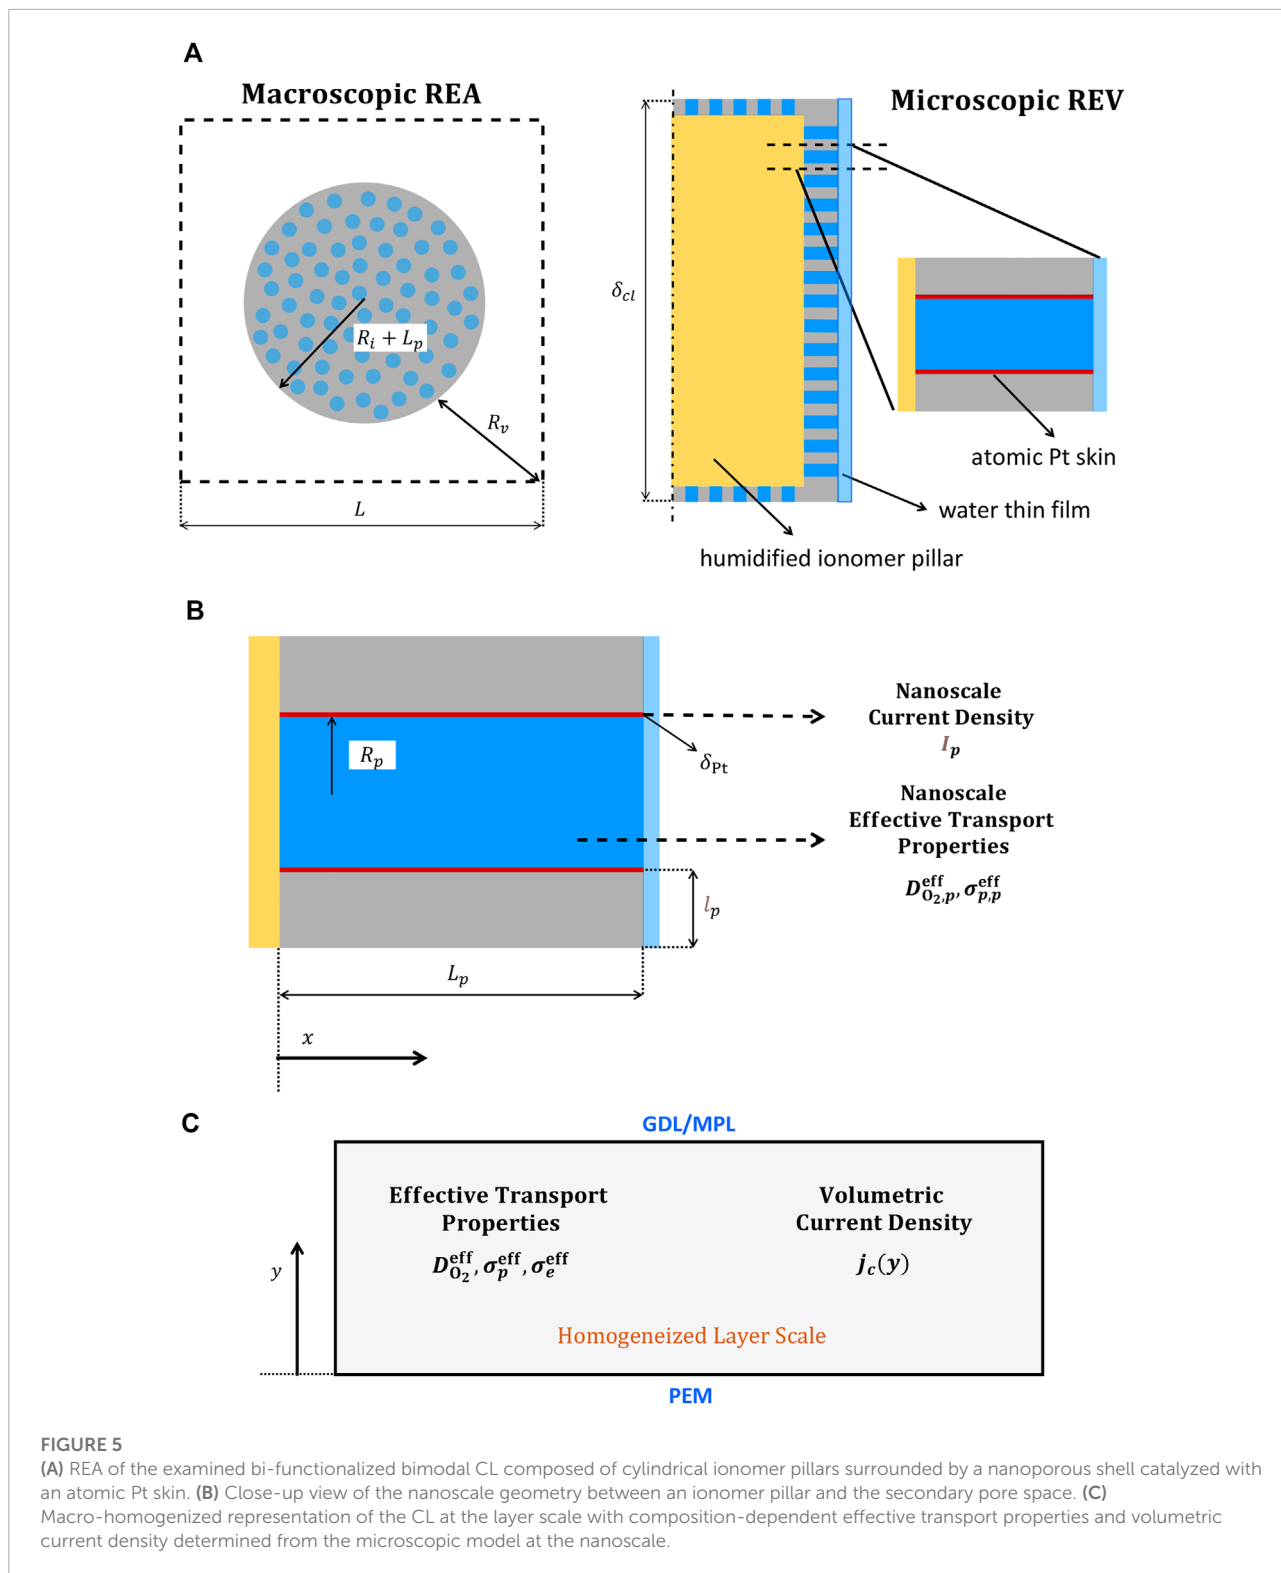 A
Macroscopic REA
Microscopic REV
R_i + L_p
R_v
L
δ_cl
atomic Pt skin
water thin film
humidified ionomer pillar
B
R_p
δ_Pt
l_p
L_p
x
Nanoscale
Current Density
I_p
Nanoscale
Effective Transport
Properties
D^eff_O₂,p, σ^eff_p,p
C
GDL/MPL
Effective Transport
Properties
D^eff_O₂, σ^eff_p, σ^eff_e
Volumetric
Current Density
j_c(y)
y
Homogeneized Layer Scale
PEM
FIGURE 5
(A) REA of the examined bi-functionalized bimodal CL composed of cylindrical ionomer pillars surrounded by a nanoporous shell catalyzed with
an atomic Pt skin. (B) Close-up view of the nanoscale geometry between an ionomer pillar and the secondary pore space. (C)
Macro-homogenized representation of the CL at the layer scale with composition-dependent effective transport properties and volumetric
current density determined from the microscopic model at the nanoscale.